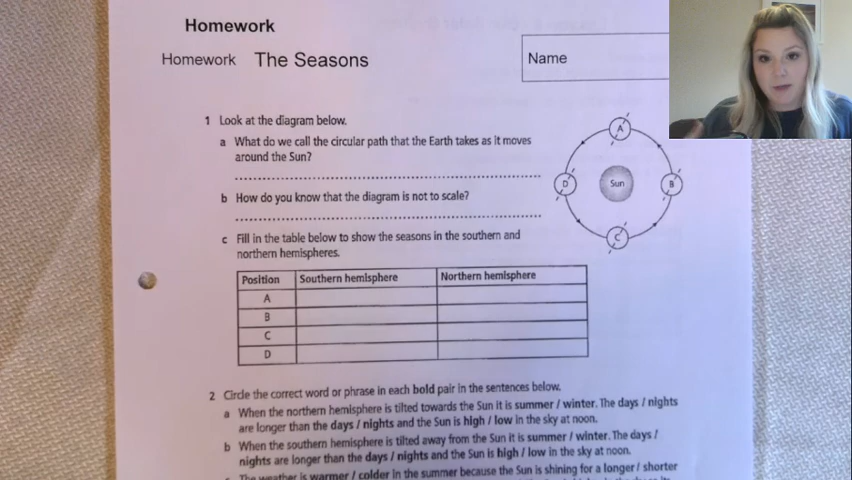 Homework
Homework The Seasons
Name
1 Look at the diagram below.
a What do we call the circular path that the Earth takes as it moves
around the Sun?
b How do you know that the diagram is not to scale?
c Fill in the table below to show the seasons in the southern and
northern hemispheres.
A
D Sun B
C
Position Southern hemisphere Northern hemisphere
A
B
C
D
2 Circle the correct word or phrase in each bold pair in the sentences below.
a When the northern hemisphere is tilted towards the Sun it is summer / winter. The days / nights
are longer than the days / nights and the Sun is high / low in the sky at noon.
b When the southern hemisphere is tilted away from the Sun it is summer / winter. The days /
nights are longer than the days / nights and the Sun is high / low in the sky at noon.
c The weather is warmer / colder in the summer because the Sun is shining for a longer / shorter